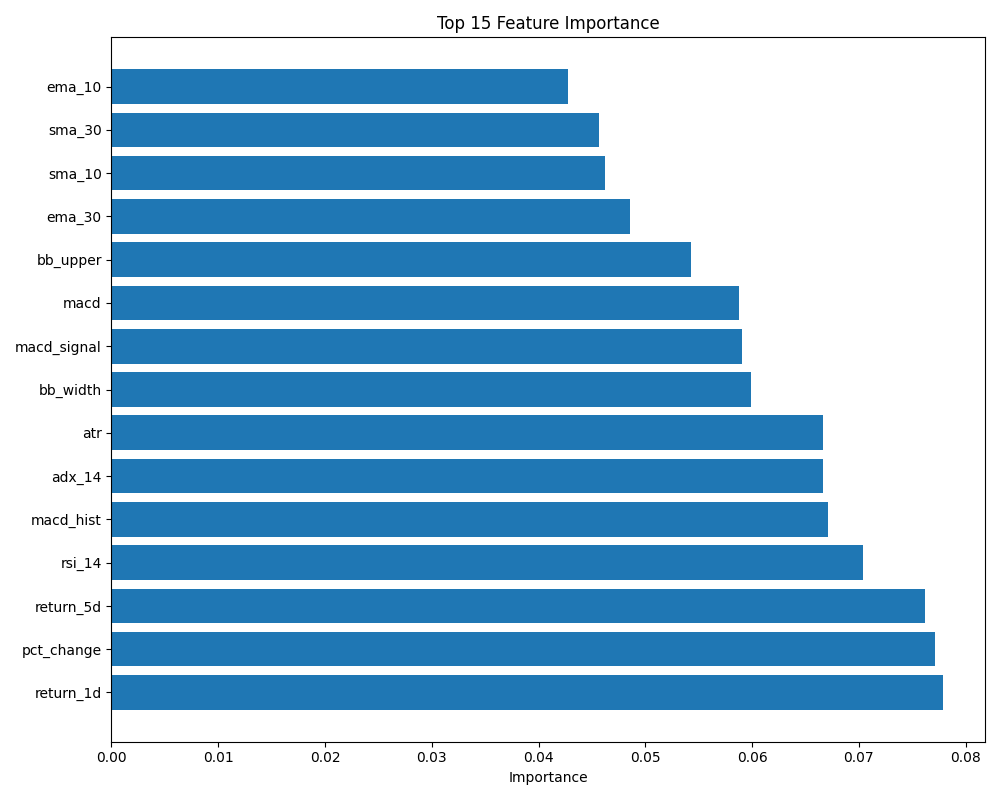 Top 15 Feature Importance
ema_10
sma_30
sma_10
ema_30
bb_upper
macd
macd_signal
bb_width
atr
adx_14
macd_hist
rsi_14
return_5d
pct_change
return_1d
0.00 0.01 0.02 0.03 0.04 0.05 0.06 0.07 0.08
Importance